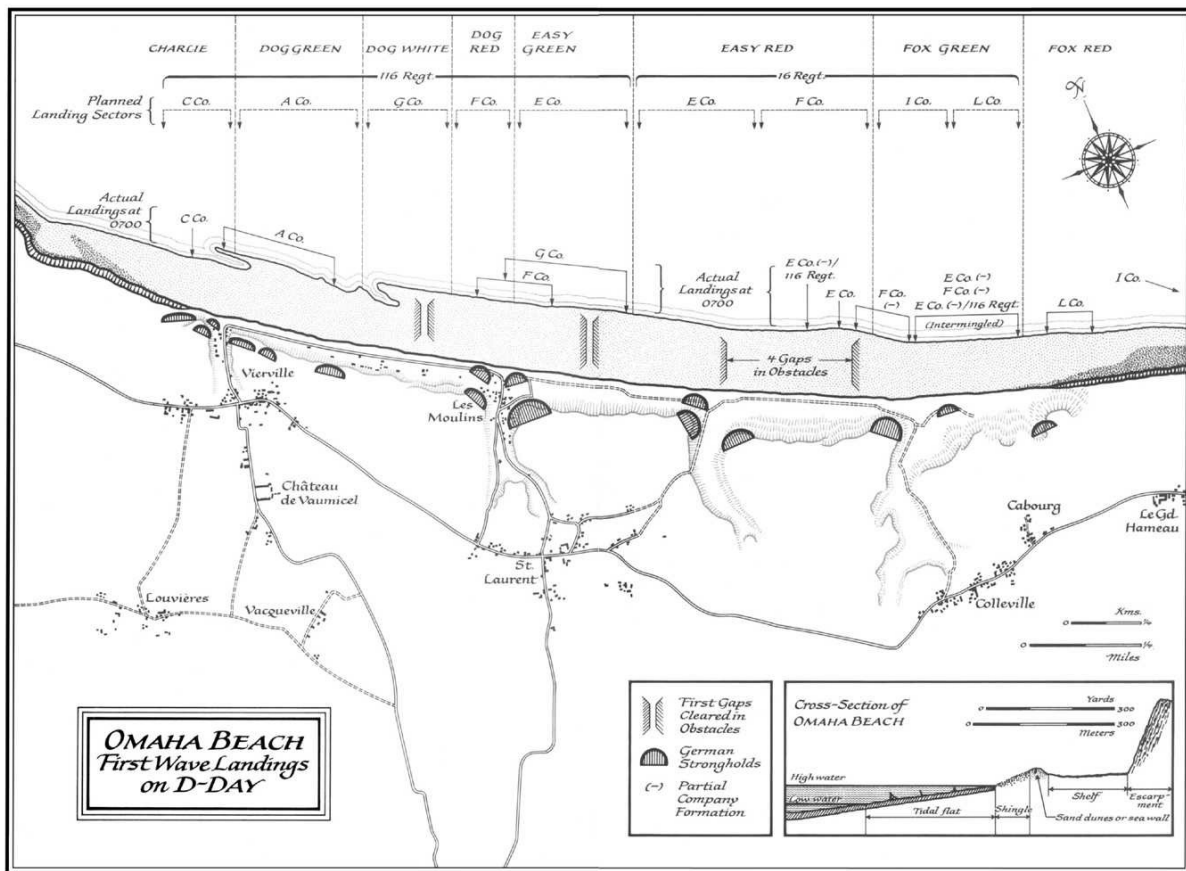 CHARLIE
DOG GREEN
DOG WHITE
DOG
RED
EASY
GREEN
EASY RED
FOX GREEN
FOX RED
116 Regt.
16 Regt.
Planned
Landing Sectors
C Co.
A Co.
G Co.
F Co.
E Co.
E Co.
F Co.
I Co.
L Co.
N
Actual
Landings at
0700
C Co.
A Co.
G Co.
F Co.
Actual
Landings at
0700
E Co. (-)/
116 Regt.
E Co.
F Co.
(-)
E Co. (-)
F Co. (-)
E Co. (-)/116 Regt.
(Intermingled)
L Co.
I Co.
4 Gaps
in Obstacles
Vierville
Les
Moulins
Château
de Vaumicel
St.
Laurent
Louvières
Vacqueville
Cabourg
Le Gd.
Hameau
Colleville
Kms.
0 ¼
0 ¼
Miles
OMAHA BEACH
First Wave Landings
on D-DAY
First Gaps
Cleared in
Obstacles
German
Strongholds
(-) Partial
Company
Formation
Cross-Section of
OMAHA BEACH
Yards
0 300
0 300
Meters
High water
Low water
Tidal flat
Shingle
Shelf
Escarp-
ment
Sand dunes or sea wall